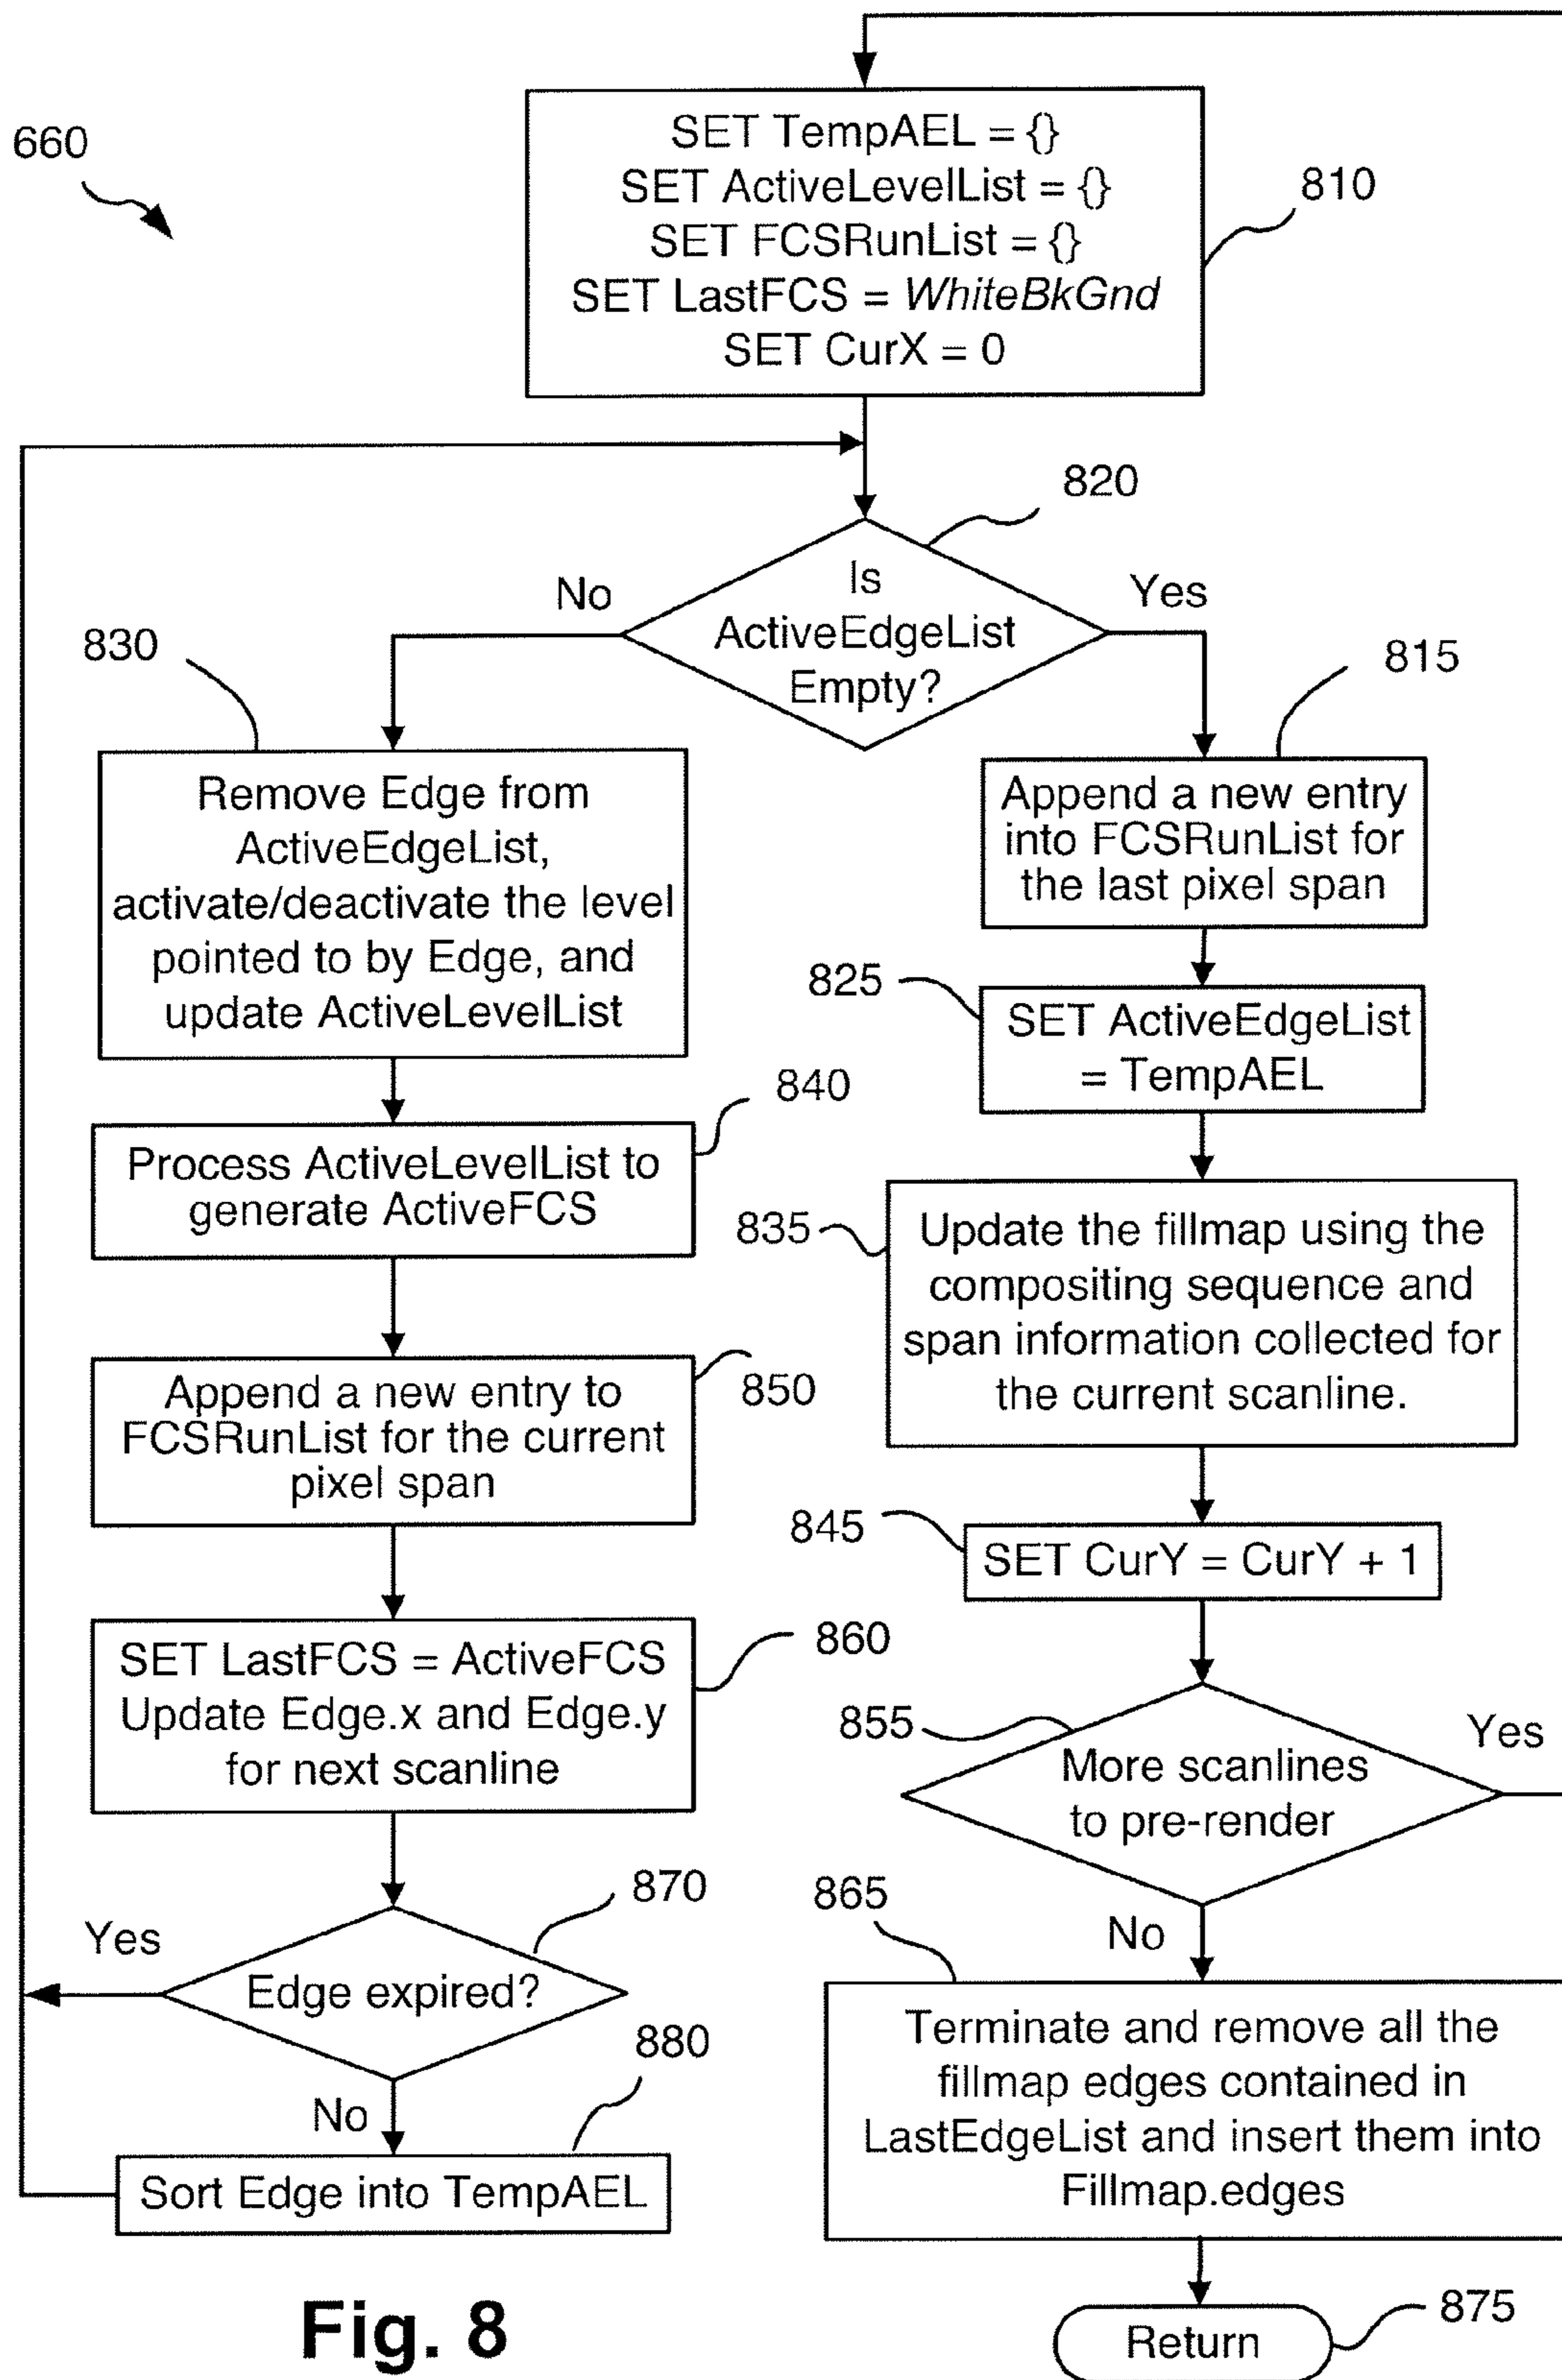 660
SET TempAEL = {}
SET ActiveLevelList = {}
SET FCSRunList = {}
SET LastFCS = WhiteBkGnd
SET CurX = 0
810
820
Is
ActiveEdgeList
Empty?
No
Yes
830
Remove Edge from
ActiveEdgeList,
activate/deactivate the level
pointed to by Edge, and
update ActiveLevelList
815
Append a new entry
into FCSRunList for
the last pixel span
825
SET ActiveEdgeList
= TempAEL
840
Process ActiveLevelList to
generate ActiveFCS
835
Update the fillmap using the
compositing sequence and
span information collected for
the current scanline.
850
Append a new entry to
FCSRunList for the current
pixel span
845
SET CurY = CurY + 1
860
SET LastFCS = ActiveFCS
Update Edge.x and Edge.y
for next scanline
855
More scanlines
to pre-render
Yes
No
870
Edge expired?
Yes
No
865
Terminate and remove all the
fillmap edges contained in
LastEdgeList and insert them into
Fillmap.edges
880
Sort Edge into TempAEL
875
Return
Fig. 8